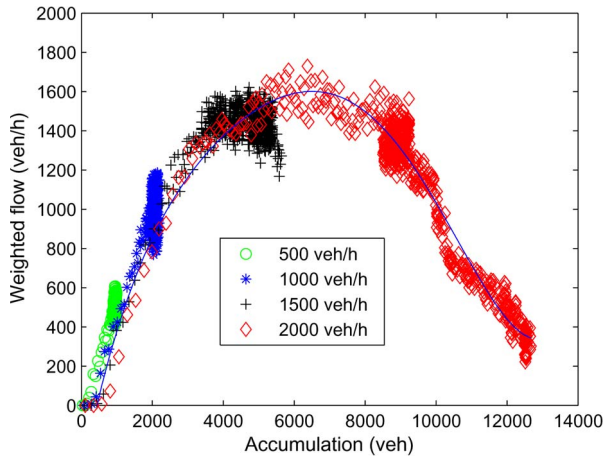 2000
1800
1600
1400
1200
1000
800
600
400
200
0
Weighted flow (veh/h)
500 veh/h
1000 veh/h
1500 veh/h
2000 veh/h
0 2000 4000 6000 8000 10000 12000 14000
Accumulation (veh)